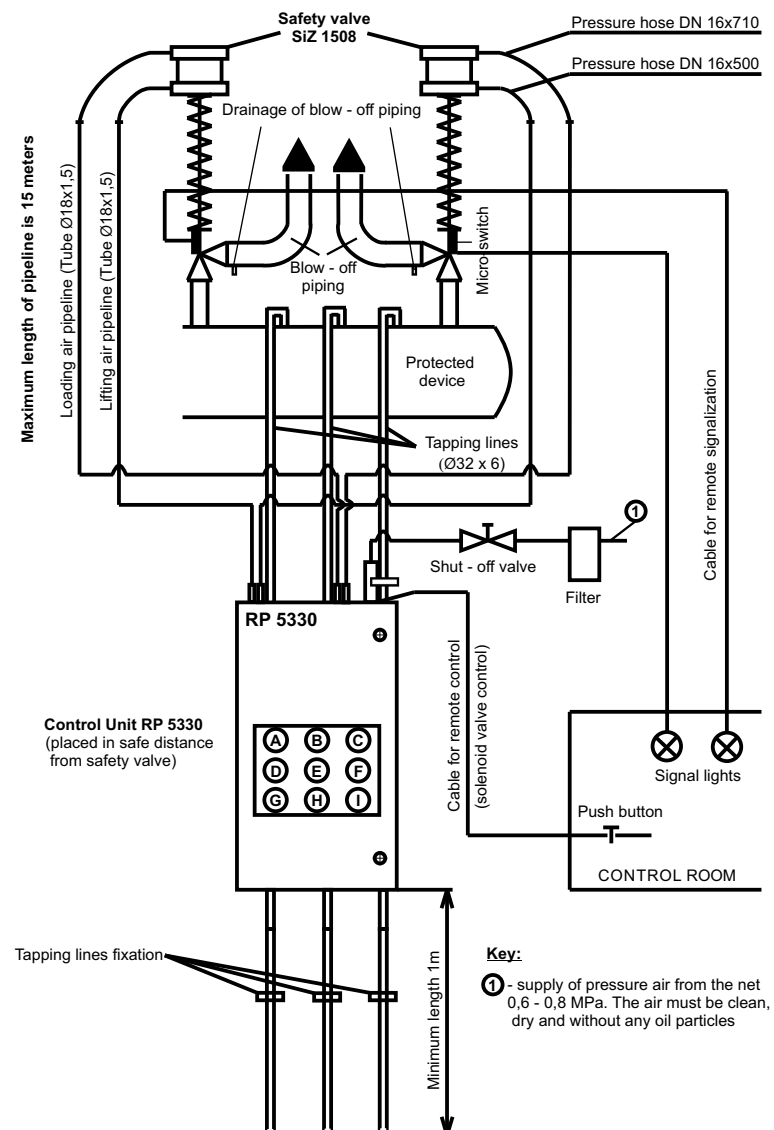 Safety valve
SiZ 1508
Pressure hose DN 16x710
Pressure hose DN 16x500
Drainage of blow - off piping
Maximum length of pipeline is 15 meters
Loading air pipeline (Tube Ø18x1,5)
Lifting air pipeline (Tube Ø18x1,5)
Blow - off
piping
Micro-switch
Protected
device
Tapping lines
(Ø32 x 6)
Cable for remote signalization
1
Shut - off valve
Filter
RP 5330
Control Unit RP 5330
(placed in safe distance
from safety valve)
A B C
D E F
G H I
Cable for remote control
(solenoid valve control)
Signal lights
Push button
CONTROL ROOM
Tapping lines fixation
Minimum length 1m
Key:
1 - supply of pressure air from the net
0,6 - 0,8 MPa. The air must be clean,
dry and without any oil particles